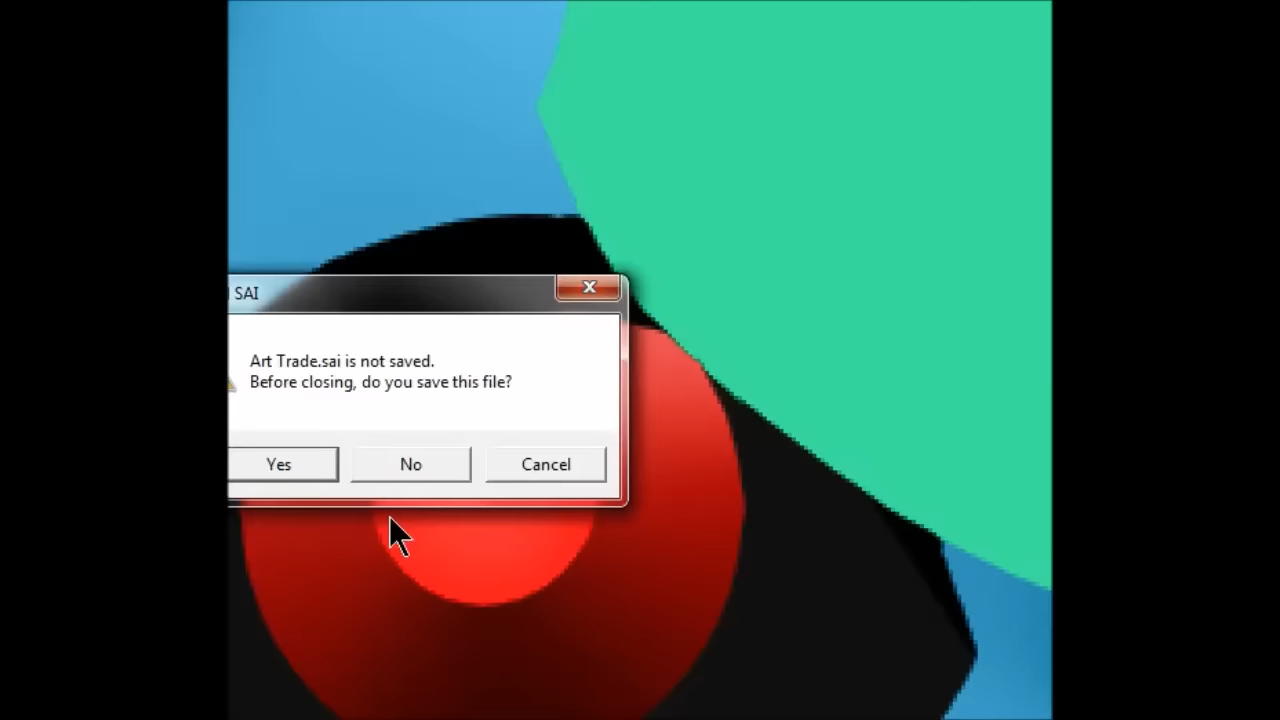 SAI
Art Trade.sai is not saved.
Before closing, do you save this file?
Yes
No
Cancel